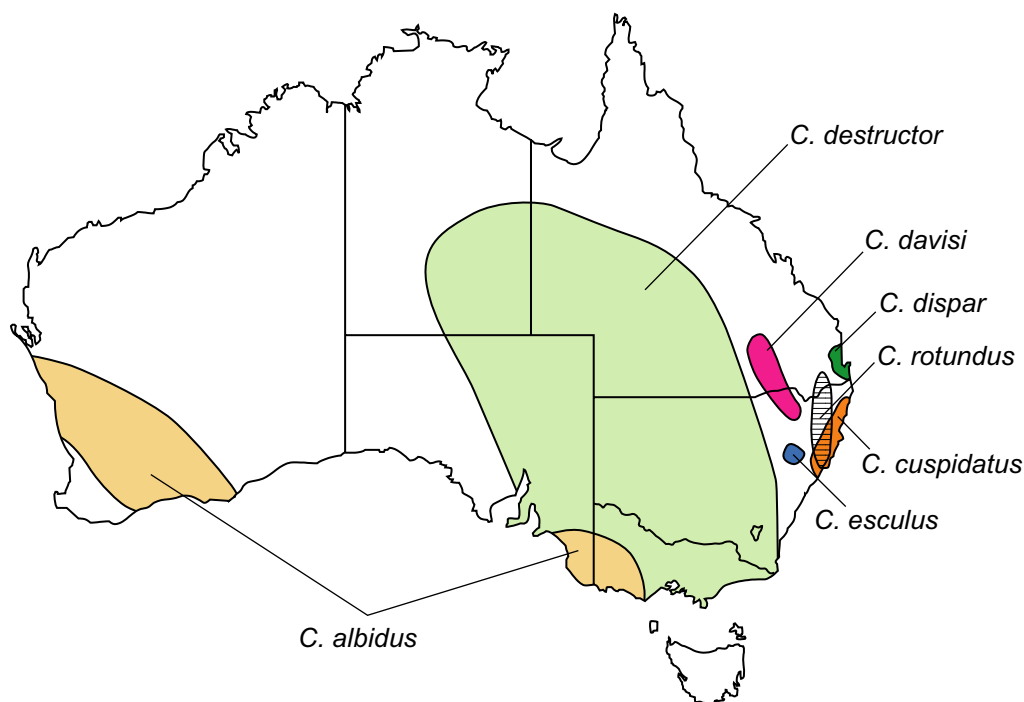 C. destructor
C. davisi
C. dispar
C. rotundus
C. cuspidatus
C. esculus
C. albidus